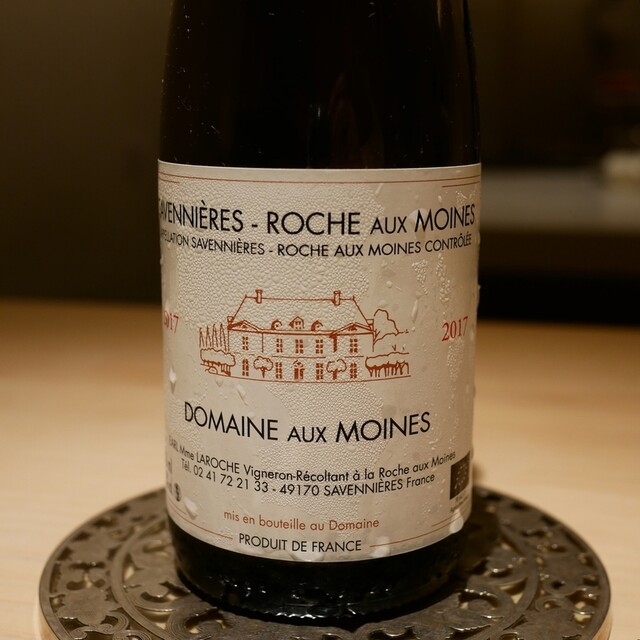 SAVENNIÈRES - ROCHE AUX MOINES
APPELLATION SAVENNIÈRES - ROCHE AUX MOINES CONTRÔLÉE
2017
2017
DOMAINE AUX MOINES
SARL Mme LAROCHE Vigneron-Récoltant à la Roche aux Moines
Tél. 02 41 72 21 33 - 49170 SAVENNIÈRES France
mis en bouteille au Domaine
PRODUIT DE FRANCE